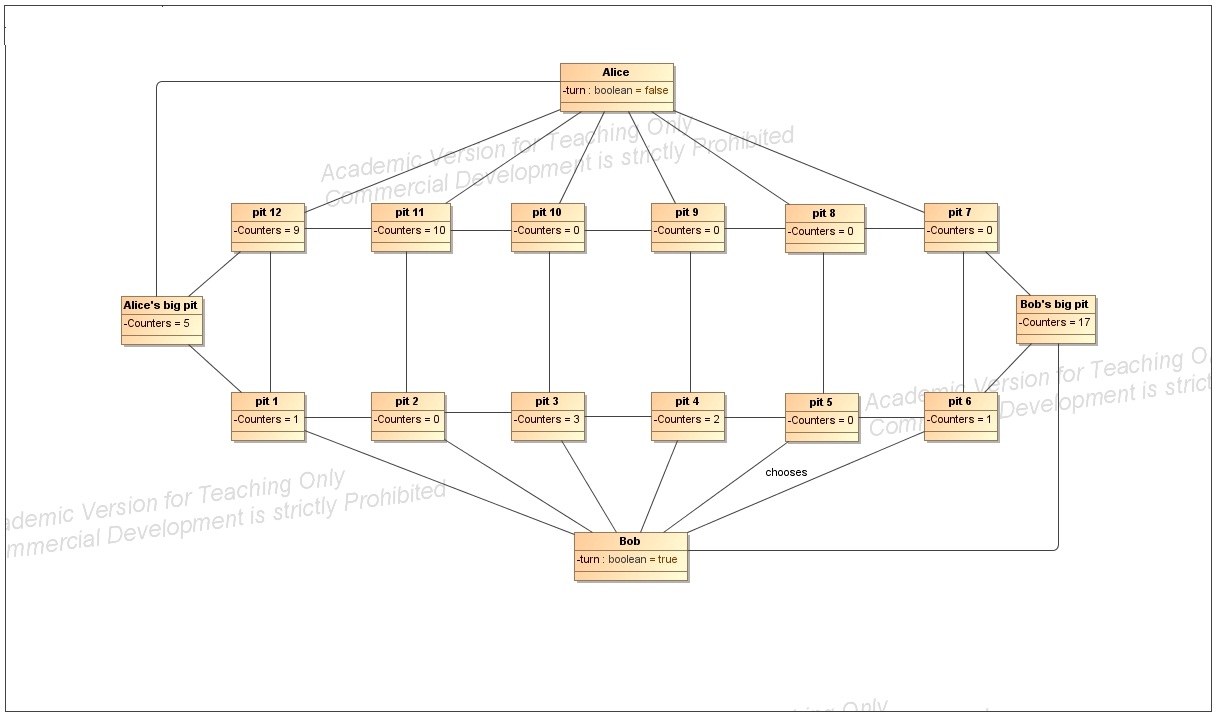 Alice
-turn : boolean = false
Academic Version for Teaching Only
Commercial Development is strictly Prohibited
pit 12
-Counters = 9
pit 11
-Counters = 10
pit 10
-Counters = 0
pit 9
-Counters = 0
pit 8
-Counters = 0
pit 7
-Counters = 0
Alice's big pit
-Counters = 5
Bob's big pit
-Counters = 17
pit 1
-Counters = 1
pit 2
-Counters = 0
pit 3
-Counters = 3
pit 4
-Counters = 2
pit 5
-Counters = 0
pit 6
-Counters = 1
Academic Version for Teaching
Development is strict
chooses
ademic Version for Teaching Only
mmercial Development is strictly Prohibited
Bob
-turn : boolean = true
Only